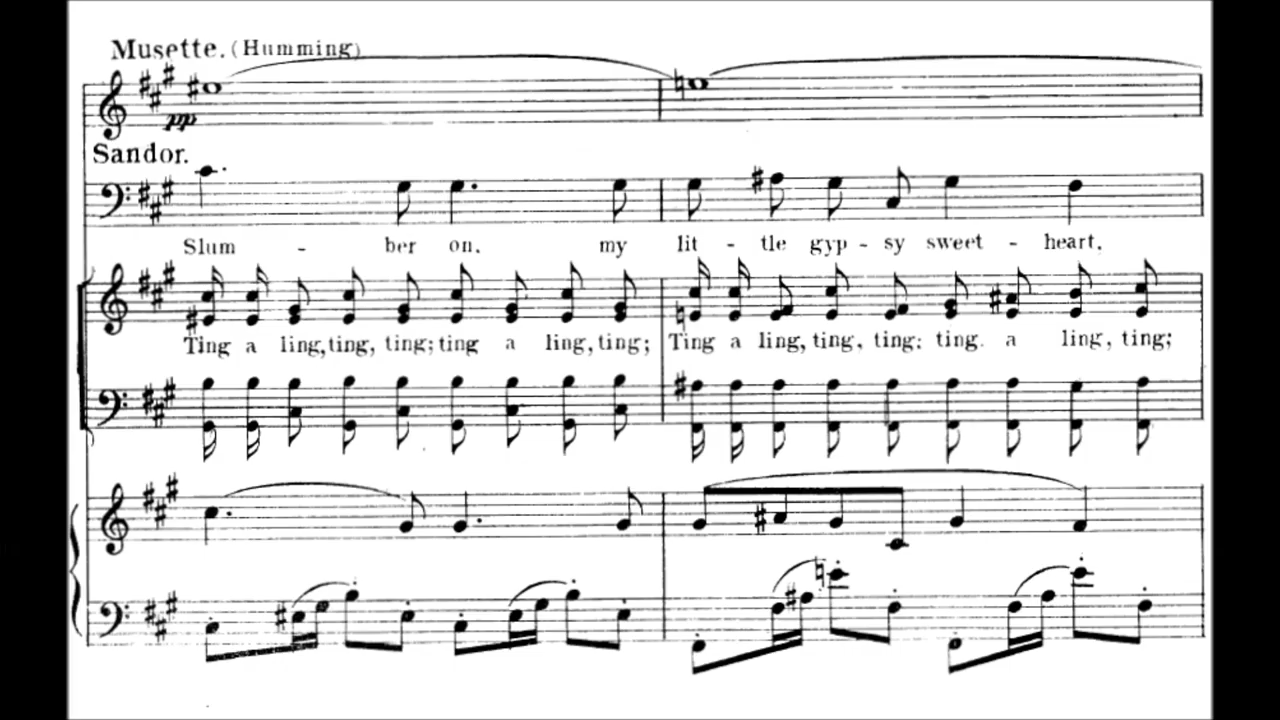 Musette. (Humming)
pp
Sandor.
Slum - ber on, my lit - tle gyp - sy sweet - heart,
Ting a ling, ting, ting; ting a ling, ting; Ting a ling, ting, ting; ting. a ling, ting;